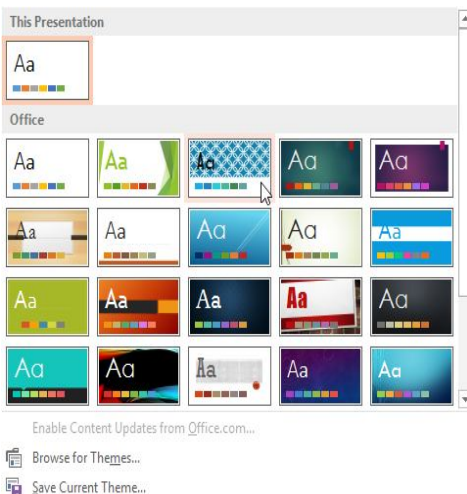 This Presentation
Aa
Office
Aa Aa Aa Aa Aa
Aa Aa Aa Aa Aa
Aa Aa Aa Aa Aa
Aa Aa Aa Aa Aa
Enable Content Updates from Office.com...
Browse for Themes...
Save Current Theme...